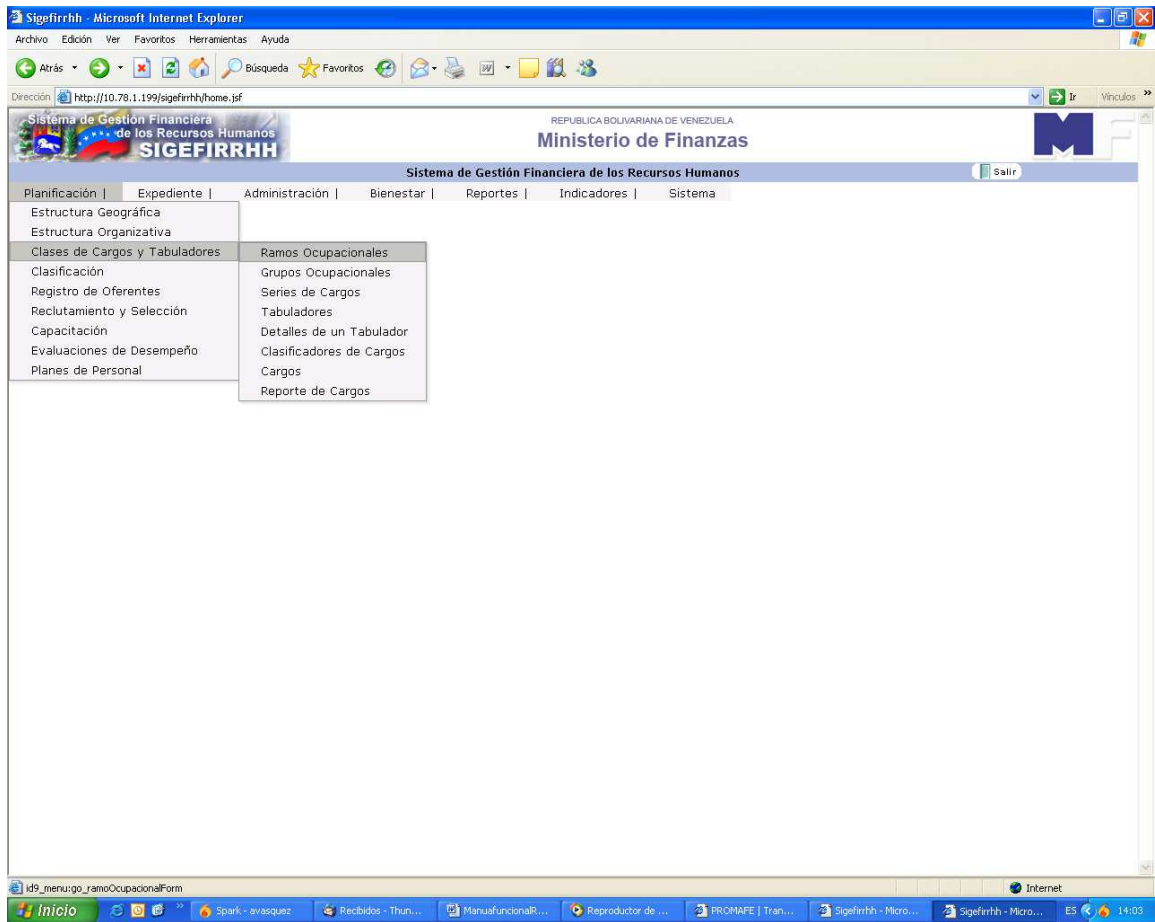 Sigefirrhh - Microsoft Internet Explorer
Archivo Edición Ver Favoritos Herramientas Ayuda
Atrás Búsqueda Favoritos
Dirección http://10.78.1.199/sigefirrhh/home.jsf Ir Vínculos »
Sistema de Gestión Financiera
de los Recursos Humanos
SIGEFIRRHH
REPUBLICA BOLIVARIANA DE VENEZUELA
Ministerio de Finanzas
MF
Sistema de Gestión Financiera de los Recursos Humanos Salir
Planificación | Expediente | Administración | Bienestar | Reportes | Indicadores | Sistema
Estructura Geográfica
Estructura Organizativa
Clases de Cargos y Tabuladores
Clasificación
Registro de Oferentes
Reclutamiento y Selección
Capacitación
Evaluaciones de Desempeño
Planes de Personal
Ramos Ocupacionales
Grupos Ocupacionales
Series de Cargos
Tabuladores
Detalles de un Tabulador
Clasificadores de Cargos
Cargos
Reporte de Cargos
id9_menu:go_ramoOcupacionalForm Internet
Inicio » Spark - avasquez Recibidos - Thun... ManuafuncionalR... Reproductor de ... PROMAFE | Tran... Sigefirrhh - Micro... Sigefirrhh - Micro... ES 14:03